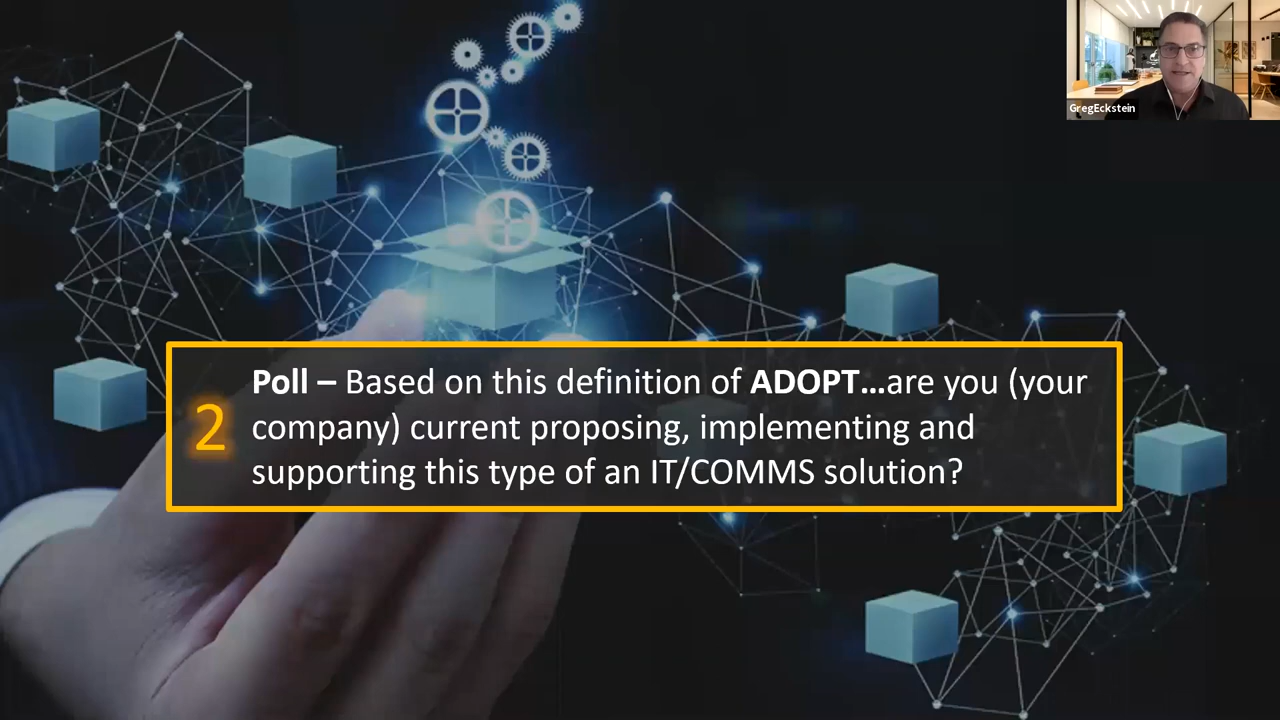 GregEckstein
2
Poll – Based on this definition of ADOPT...are you (your
company) current proposing, implementing and
supporting this type of an IT/COMMS solution?